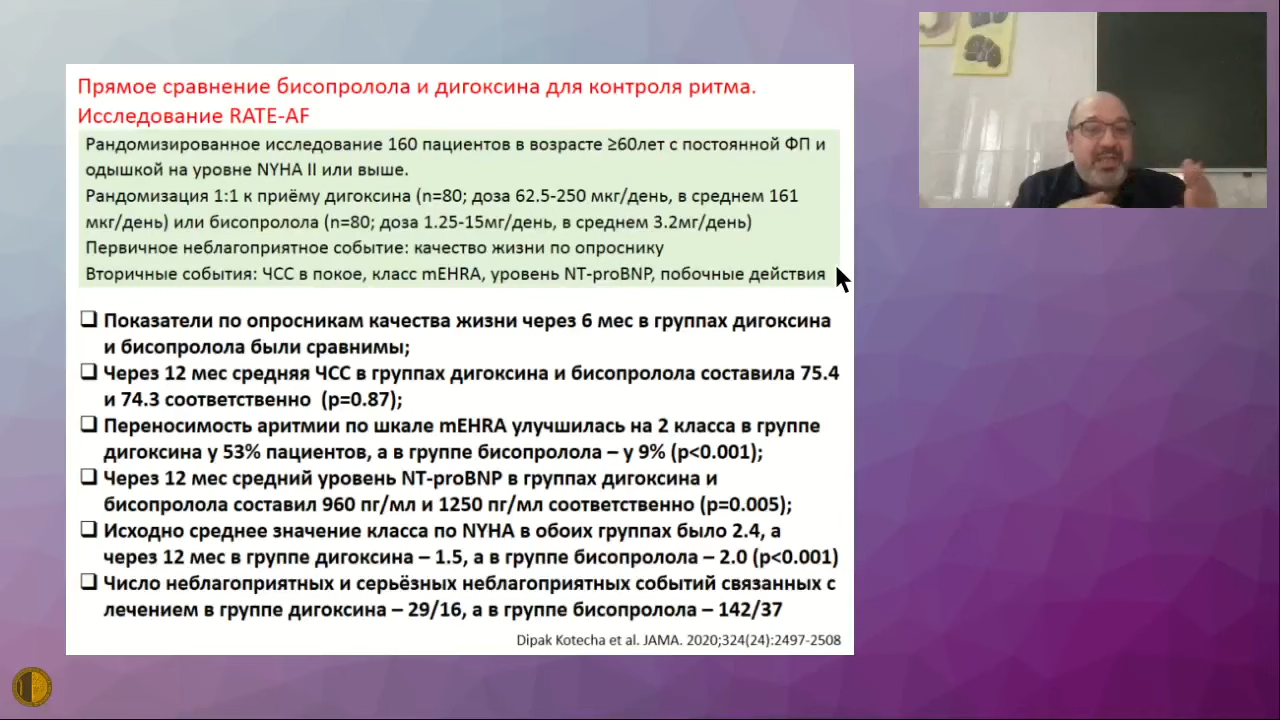 Прямое сравнение бисопролола и дигоксина для контроля ритма.
Исследование RATE-AF
Рандомизированное исследование 160 пациентов в возрасте ≥60лет с постоянной ФП и
одышкой на уровне NYHA II или выше.
Рандомизация 1:1 к приёму дигоксина (n=80; доза 62.5-250 мкг/день, в среднем 161
мкг/день) или бисопролола (n=80; доза 1.25-15мг/день, в среднем 3.2мг/день)
Первичное неблагоприятное событие: качество жизни по опроснику
Вторичные события: ЧСС в покое, класс mEHRA, уровень NT-proBNP, побочные действия
❑ Показатели по опросникам качества жизни через 6 мес в группах дигоксина
и бисопролола были сравнимы;
❑ Через 12 мес средняя ЧСС в группах дигоксина и бисопролола составила 75.4
и 74.3 соответственно (p=0.87);
❑ Переносимость аритмии по шкале mEHRA улучшилась на 2 класса в группе
дигоксина у 53% пациентов, а в группе бисопролола – у 9% (p<0.001);
❑ Через 12 мес средний уровень NT-proBNP в группах дигоксина и
бисопролола составил 960 пг/мл и 1250 пг/мл соответственно (p=0.005);
❑ Исходно среднее значение класса по NYHA в обоих группах было 2.4, а
через 12 мес в группе дигоксина – 1.5, а в группе бисопролола – 2.0 (p<0.001)
❑ Число неблагоприятных и серьёзных неблагоприятных событий связанных с
лечением в группе дигоксина – 29/16, а в группе бисопролола – 142/37
Dipak Kotecha et al. JAMA. 2020;324(24):2497-2508